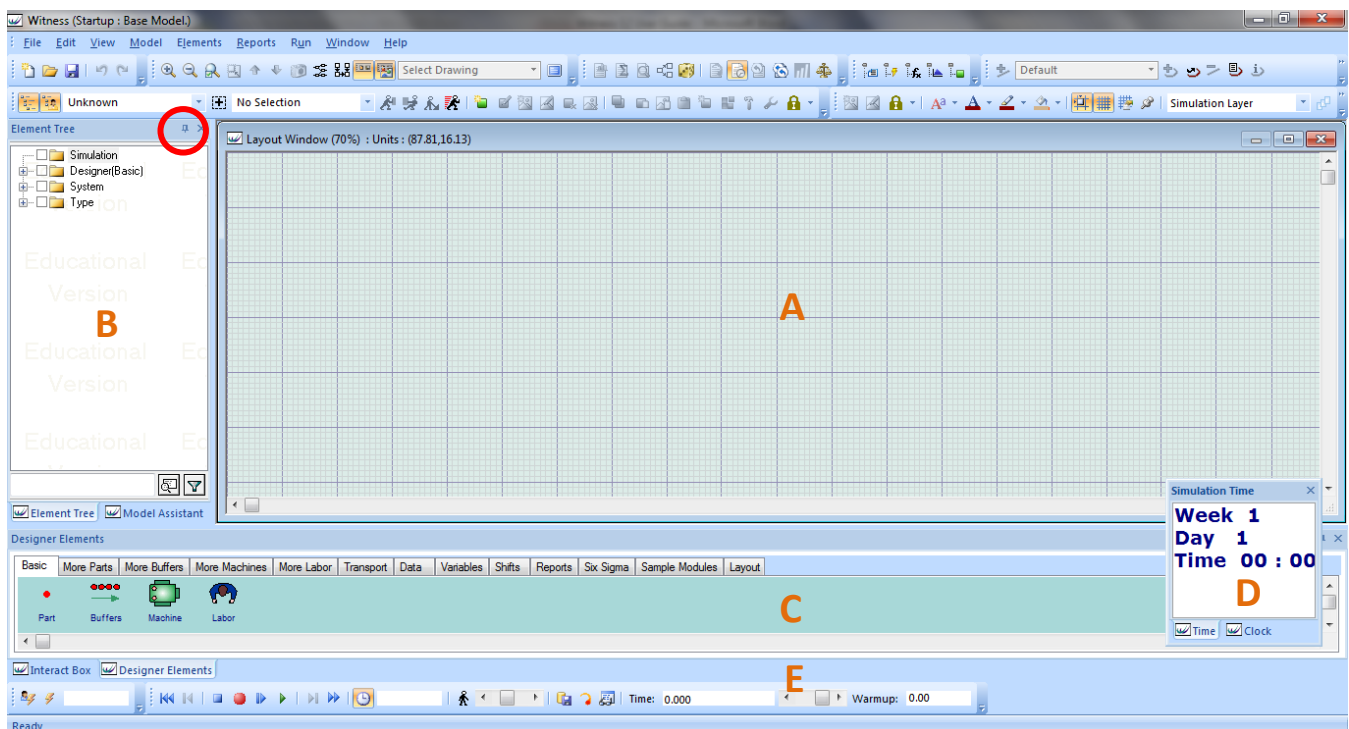 Witness (Startup : Base Model.)
File Edit View Model Elements Reports Run Window Help
Select Drawing Default
Unknown No Selection Simulation Layer
Element Tree
Layout Window (70%) : Units : (87.81,16.13)
Simulation
Designer(Basic)
System
Type
Educational Ed
Version
A
B
Educational Ed
Version
Educational Ed
Element Tree Model Assistant
Simulation Time
Week 1
Day 1
Time 00 : 00
D
Time Clock
Designer Elements
Basic More Parts More Buffers More Machines More Labor Transport Data Variables Shifts Reports Six Sigma Sample Modules Layout
Part Buffers Machine Labor
C
Interact Box Designer Elements
E
Time: 0.000 Warmup: 0.00
Ready